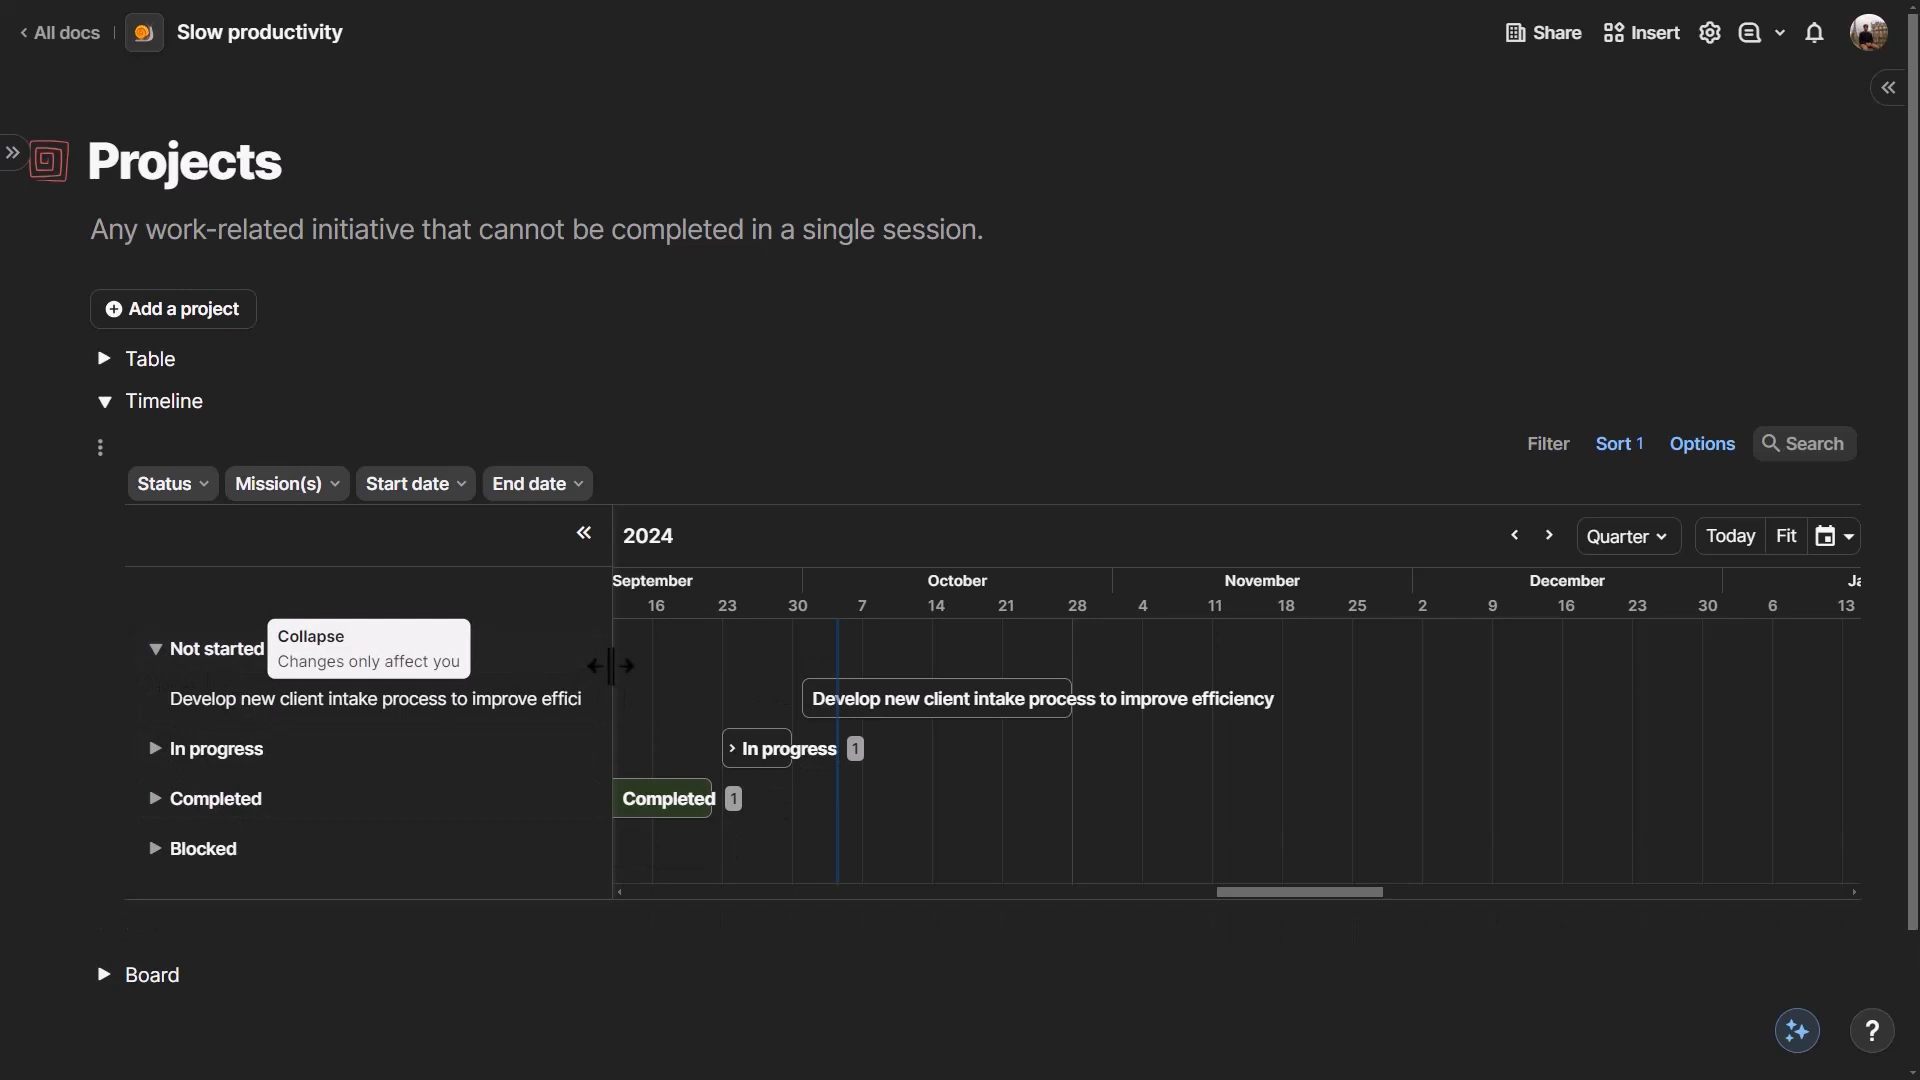 All docs
Slow productivity
Share
Insert
Projects
Any work-related initiative that cannot be completed in a single session.
Add a project
Table
Timeline
Filter
Sort 1
Options
Search
Status
Mission(s)
Start date
End date
2024
Quarter
Today
Fit
September October November December Ja
16 23 30 7 14 21 28 4 11 18 25 2 9 16 23 30 6 13
Not started
Collapse
Changes only affect you
Develop new client intake process to improve effici
Develop new client intake process to improve efficiency
In progress
In progress 1
Completed
Completed 1
Blocked
Board
?